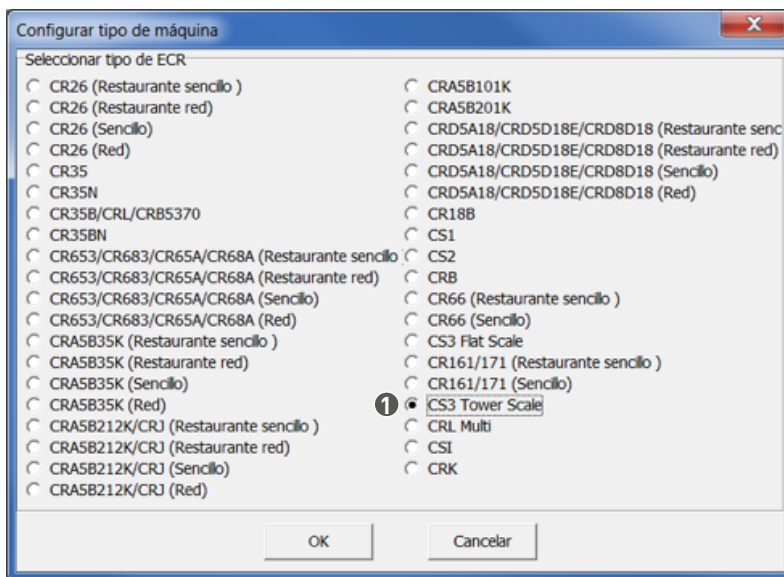 Configurar tipo de máquina
Seleccionar tipo de ECR
CR26 (Restaurante sencillo )
CR26 (Restaurante red)
CR26 (Sencillo)
CR26 (Red)
CR35
CR35N
CR35B/CRL/CRB5370
CR35BN
CR653/CR683/CR65A/CR68A (Restaurante sencillo )
CR653/CR683/CR65A/CR68A (Restaurante red)
CR653/CR683/CR65A/CR68A (Sencillo)
CR653/CR683/CR65A/CR68A (Red)
CRA5B35K (Restaurante sencillo )
CRA5B35K (Restaurante red)
CRA5B35K (Sencillo)
CRA5B35K (Red)
CRA5B212K/CRJ (Restaurante sencillo )
CRA5B212K/CRJ (Restaurante red)
CRA5B212K/CRJ (Sencillo)
CRA5B212K/CRJ (Red)
CRA5B101K
CRA5B201K
CRD5A18/CRD5D18E/CRD8D18 (Restaurante senc
CRD5A18/CRD5D18E/CRD8D18 (Restaurante red)
CRD5A18/CRD5D18E/CRD8D18 (Sencillo)
CRD5A18/CRD5D18E/CRD8D18 (Red)
CR18B
CS1
CS2
CRB
CR66 (Restaurante sencillo )
CR66 (Sencillo)
CS3 Flat Scale
CR161/171 (Restaurante sencillo )
CR161/171 (Sencillo)
1 CS3 Tower Scale
CRL Multi
CSI
CRK
OK
Cancelar